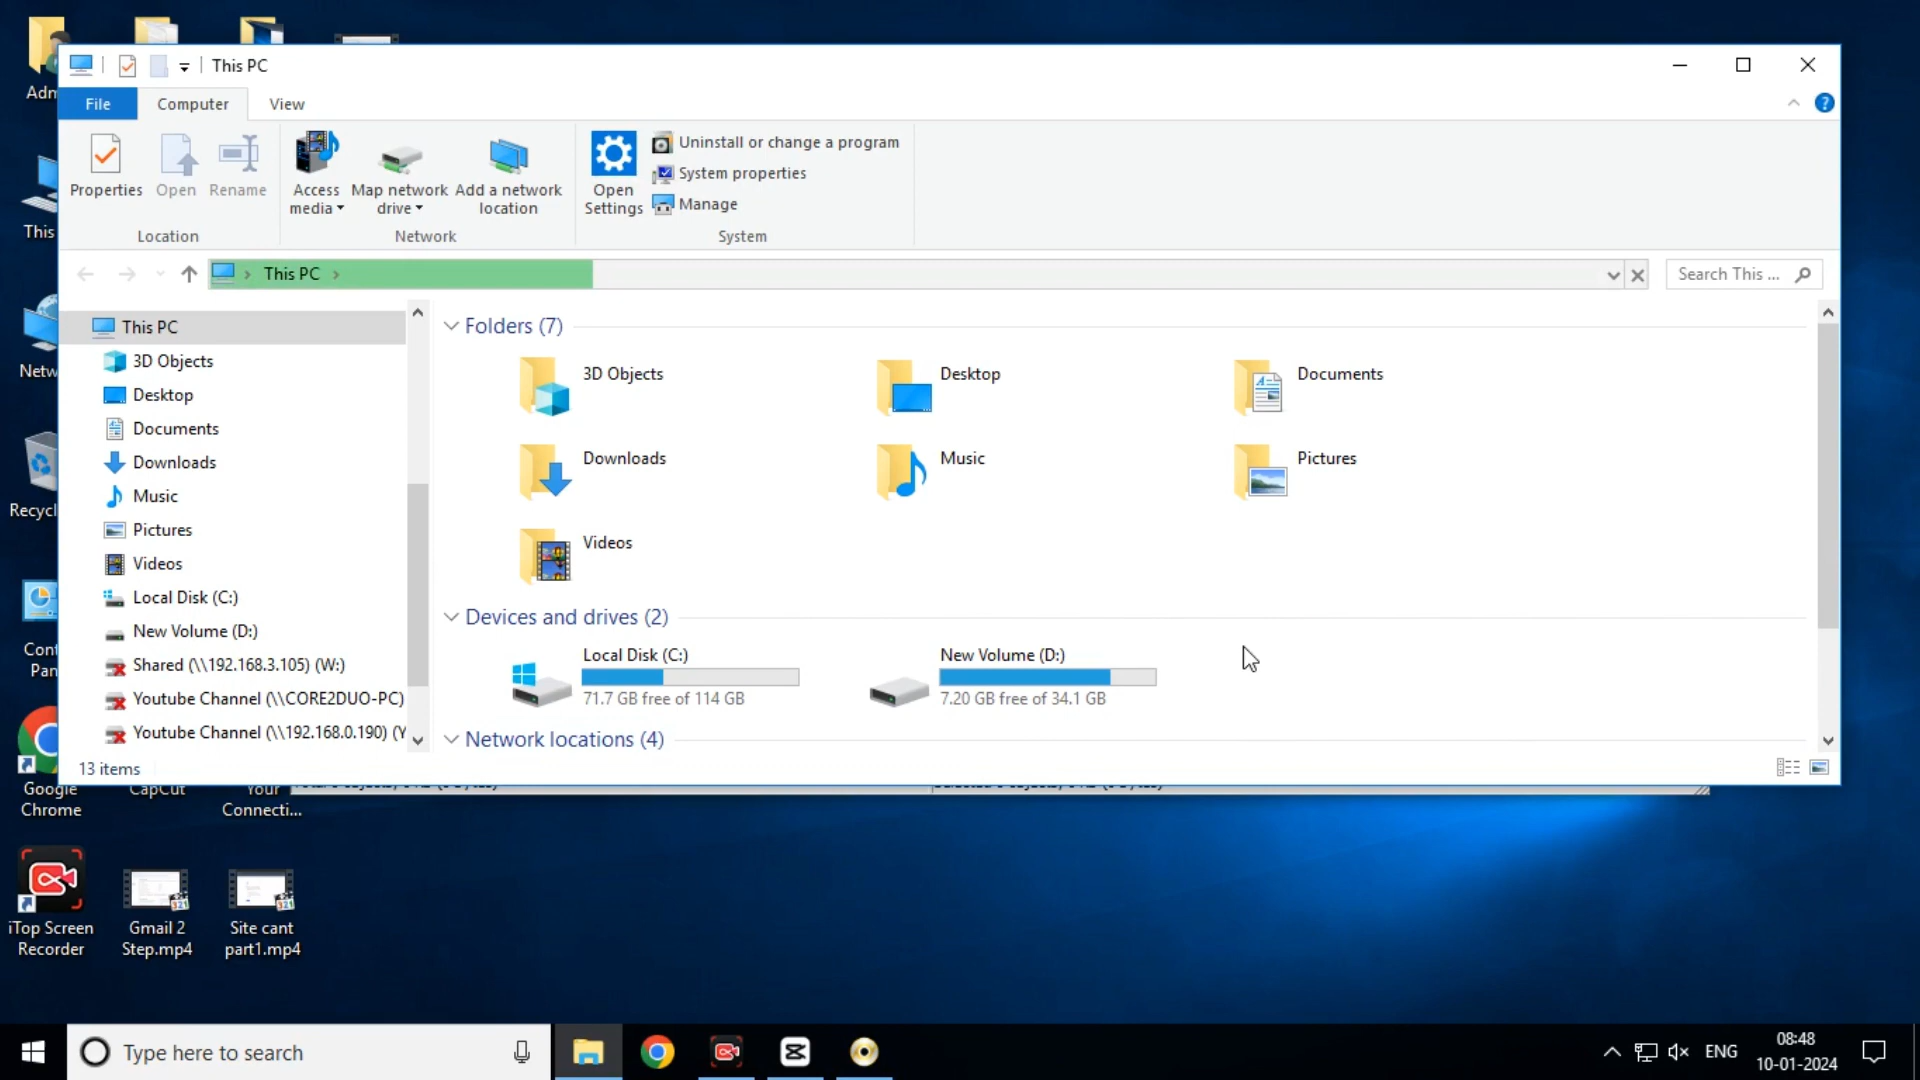 Adm
This PC
File
Computer
View
Properties
Open
Rename
Access
media
Map network
drive
Add a network
location
Open
Settings
Uninstall or change a program
System properties
Manage
Location
Network
System
This PC
Search This ...
This PC
3D Objects
Desktop
Documents
Downloads
Music
Pictures
Videos
Local Disk (C:)
New Volume (D:)
Shared (\\192.168.3.105) (W:)
Youtube Channel (\\CORE2DUO-PC)
Youtube Channel (\\192.168.0.190) (Y
Folders (7)
3D Objects
Desktop
Documents
Downloads
Music
Pictures
Videos
Devices and drives (2)
Local Disk (C:)
71.7 GB free of 114 GB
New Volume (D:)
7.20 GB free of 34.1 GB
Network locations (4)
13 items
This
Netw
Recycl
Cont
Pan
Google
Chrome
CapCut
Your
Connecti...
iTop Screen
Recorder
Gmail 2
Step.mp4
Site cant
part1.mp4
Type here to search
ENG
08:48
10-01-2024